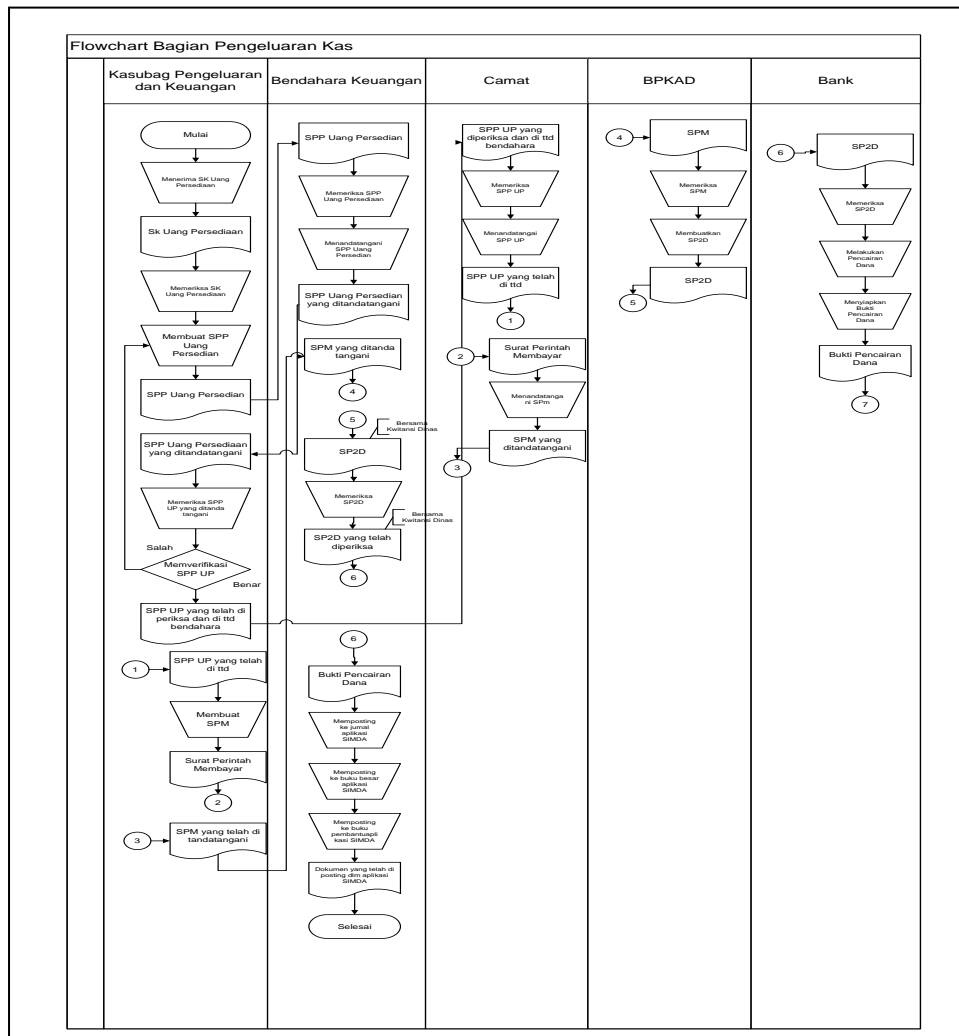 Flowchart Bagian Pengeluaran Kas
Kasubag Pengeluaran
dan Keuangan
Bendahara Keuangan
Camat
BPKAD
Bank
Mulai
Menerima SK Uang
Persediaan
Sk Uang Persediaan
Memeriksa SK
Uang Persediaan
Membuat SPP
Uang
Persedian
SPP Uang Persedian
SPP Uang Persediaan
yang ditandatangani
Memeriksa SPP
UP yang ditanda
tangani
Salah
Memverifikasi
SPP UP
Benar
SPP UP yang telah di
periksa dan di ttd
bendahara
1
SPP UP yang telah
di ttd
Membuat
SPM
Surat Perintah
Membayar
2
3
SPM yang telah di
tandatangani
SPP Uang Persedian
Memeriksa SPP
Uang Persediaan
Menandatangani
SPP Uang
Persedian
SPP Uang Persedian
yang ditandatangani
SPM yang ditanda
tangani
4
5
Bersama
Kwitansi Dinas
SP2D
Memeriksa
SP2D
Bersama
Kwitansi Dinas
SP2D yang telah
diperiksa
6
6
Bukti Pencairan
Dana
Memposting
ke jurnal
aplikasi
SIMDA
Memposting
ke buku besar
aplikasi
SIMDA
Memposting
ke buku
pembantuapli
kasi SIMDA
Dokumen yang telah di
posting dlm aplikasi
SIMDA
Selesai
SPP UP yang
diperiksa dan di ttd
bendahara
Memeriksa
SPP UP
Menandatangai
SPP UP
SPP UP yang telah
di ttd
1
2
Surat Perintah
Membayar
Menandatanga
ni SPm
SPM yang
ditandatangani
3
4
SPM
Memeriksa
SPM
Membuatkan
SP2D
SP2D
5
6
SP2D
Memeriksa
SP2D
Melakukan
Pencairan
Dana
Menyiapkan
Bukti
Pencairan
Dana
Bukti Pencairan
Dana
7